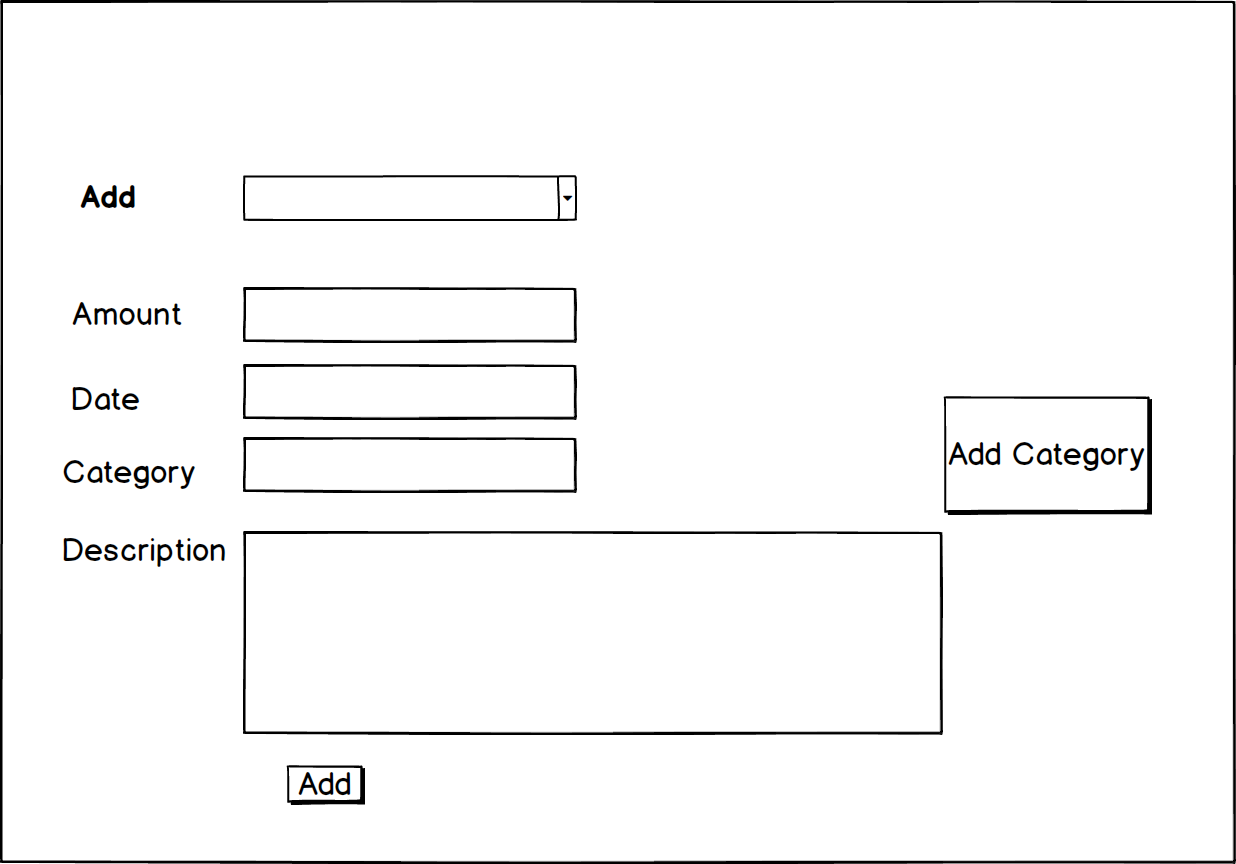 Add
Amount
Date
Category
Add Category
Description
Add